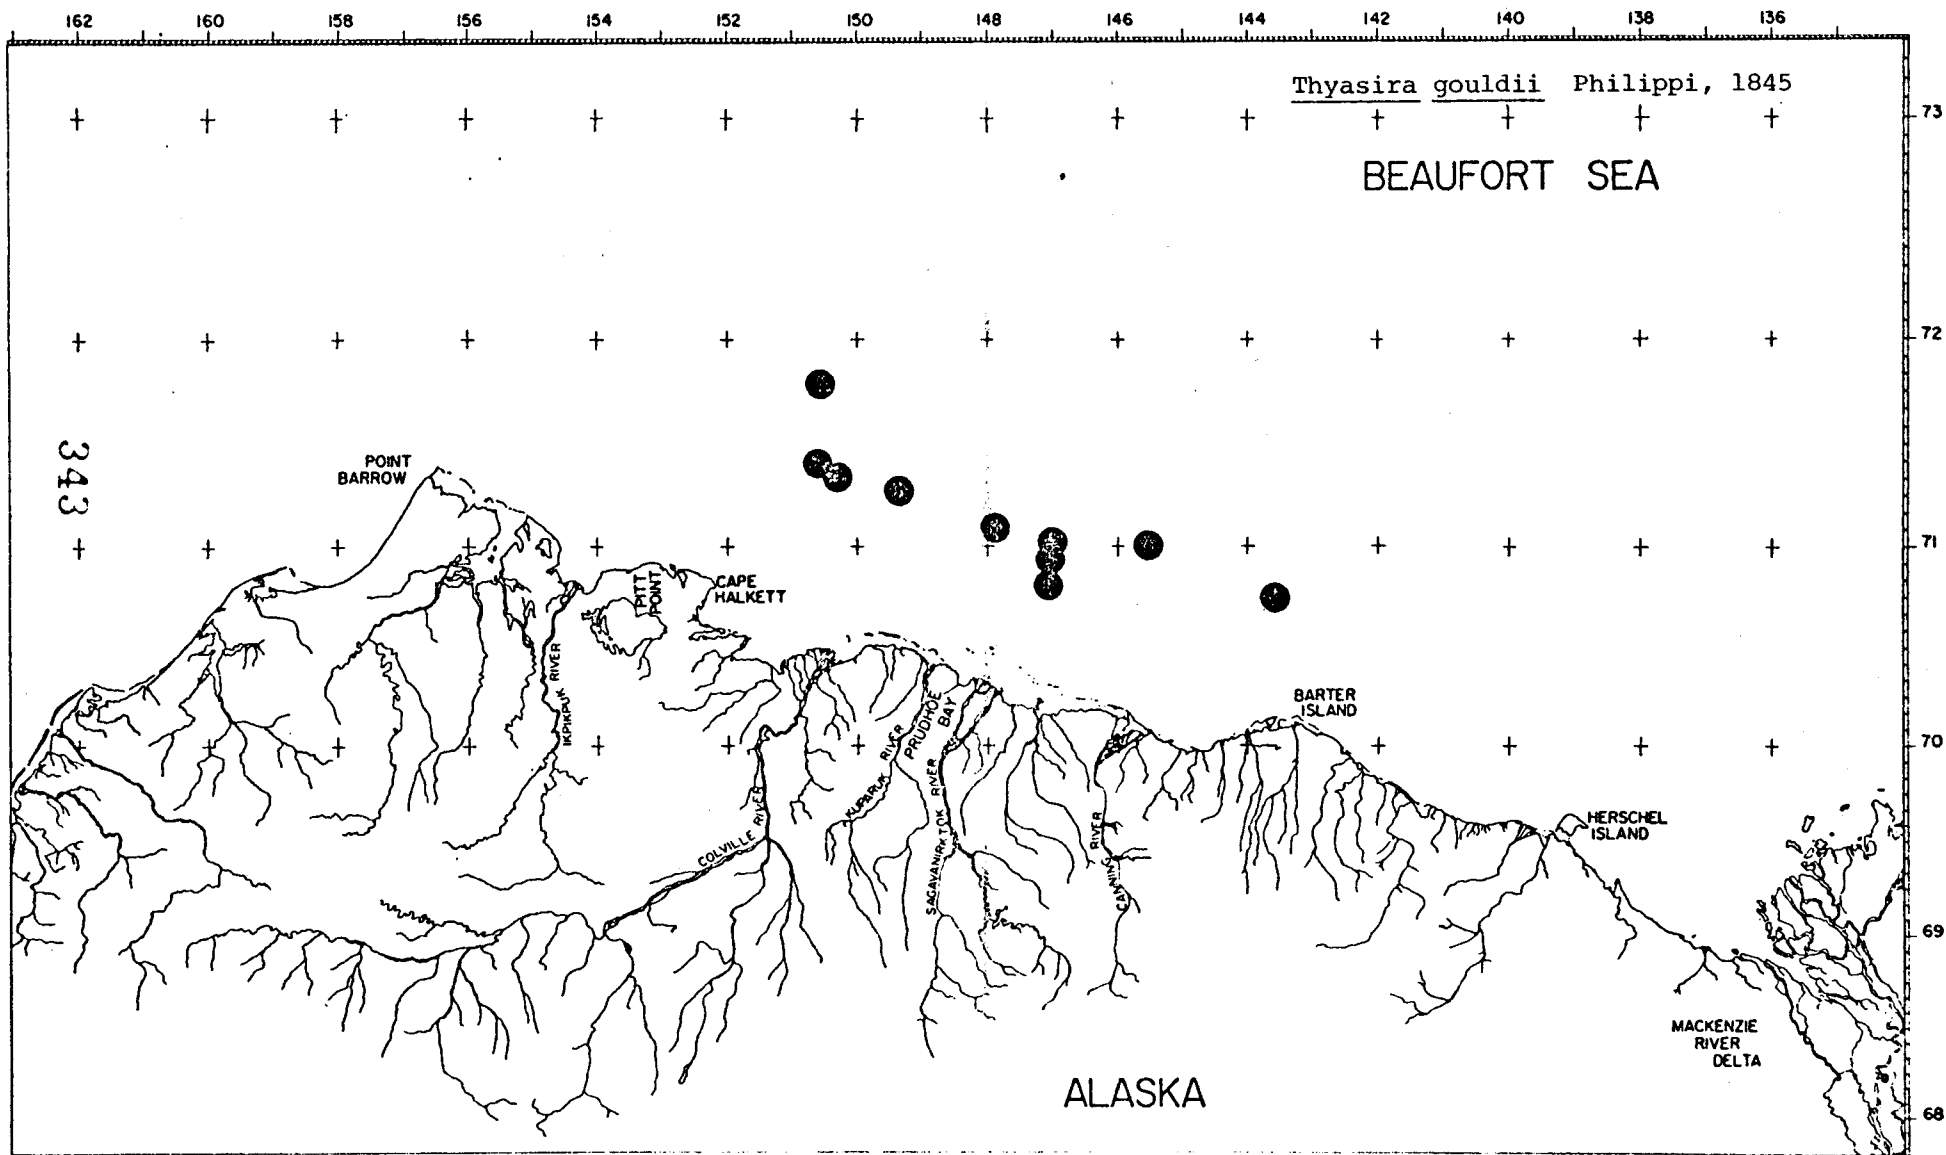 162 160 158 156 154 152 150 148 146 144 142 140 138 136
Thyasira gouldii Philippi, 1845
73
BEAUFORT SEA
72
343
POINT
BARROW
71
PITT
POINT
CAPE
HALKETT
IKPIKPUK RIVER
BARTER
ISLAND
PRUDHOE
BAY
70
KUPARUK RIVER
COLVILLE RIVER
SAGAVANIRKTOK RIVER
CANNING RIVER
HERSCHEL
ISLAND
69
MACKENZIE
RIVER
DELTA
ALASKA
68